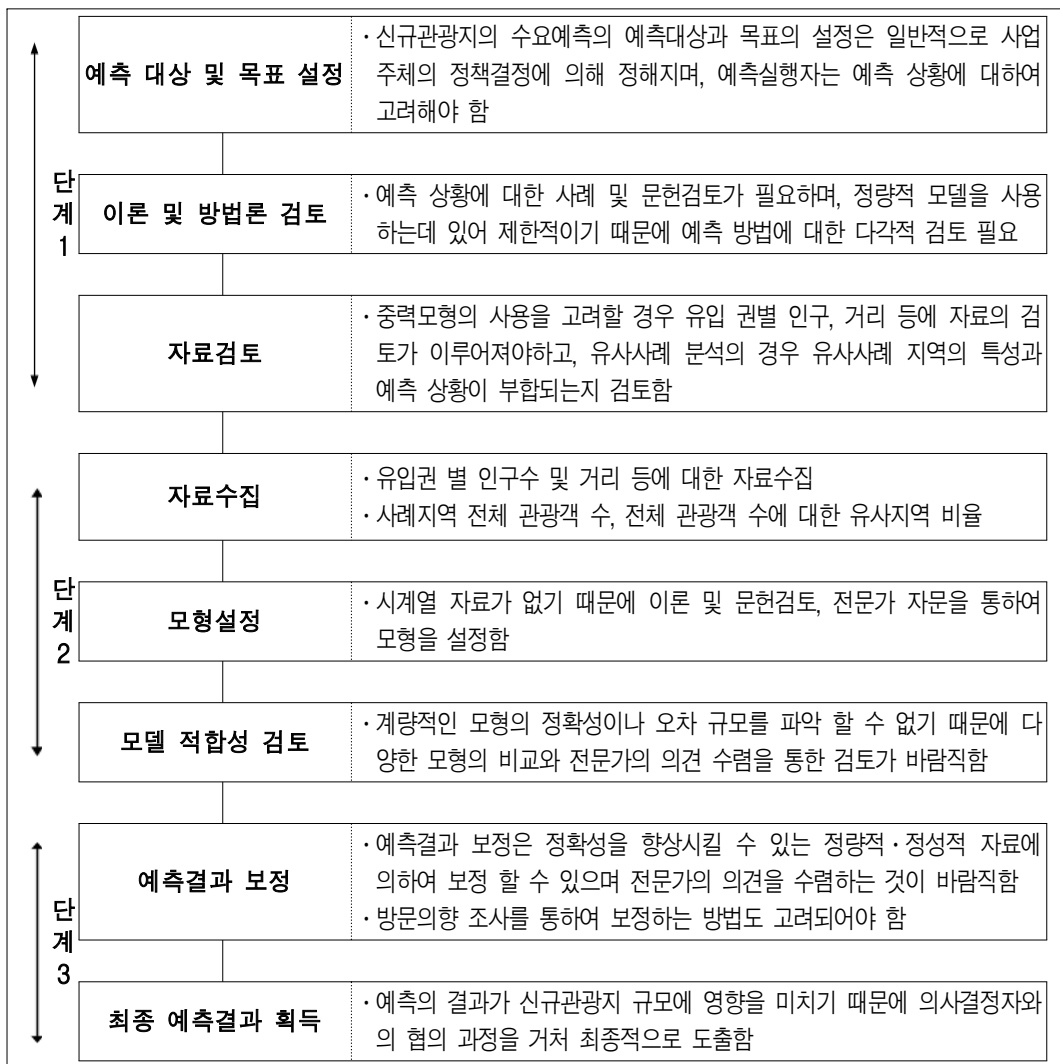 예측 대상 및 목표 설정
· 신규관광지의 수요예측의 예측대상과 목표의 설정은 일반적으로 사업
주체의 정책결정에 의해 정해지며, 예측실행자는 예측 상황에 대하여
고려해야 함
단
계
1
이론 및 방법론 검토
· 예측 상황에 대한 사례 및 문헌검토가 필요하며, 정량적 모델을 사용
하는데 있어 제한적이기 때문에 예측 방법에 대한 다각적 검토 필요
자료검토
· 중력모형의 사용을 고려할 경우 유입 권별 인구, 거리 등에 자료의 검
토가 이루어져야하고, 유사사례 분석의 경우 유사사례 지역의 특성과
예측 상황이 부합되는지 검토함
자료수집
· 유입권 별 인구수 및 거리 등에 대한 자료수집
· 사례지역 전체 관광객 수, 전체 관광객 수에 대한 유사지역 비율
단
계
2
모형설정
· 시계열 자료가 없기 때문에 이론 및 문헌검토, 전문가 자문을 통하여
모형을 설정함
모델 적합성 검토
· 계량적인 모형의 정확성이나 오차 규모를 파악 할 수 없기 때문에 다
양한 모형의 비교와 전문가의 의견 수렴을 통한 검토가 바람직함
예측결과 보정
· 예측결과 보정은 정확성을 향상시킬 수 있는 정량적·정성적 자료에
의하여 보정 할 수 있으며 전문가의 의견을 수렴하는 것이 바람직함
· 방문의향 조사를 통하여 보정하는 방법도 고려되어야 함
단
계
3
최종 예측결과 획득
· 예측의 결과가 신규관광지 규모에 영향을 미치기 때문에 의사결정자와
의 협의 과정을 거처 최종적으로 도출함